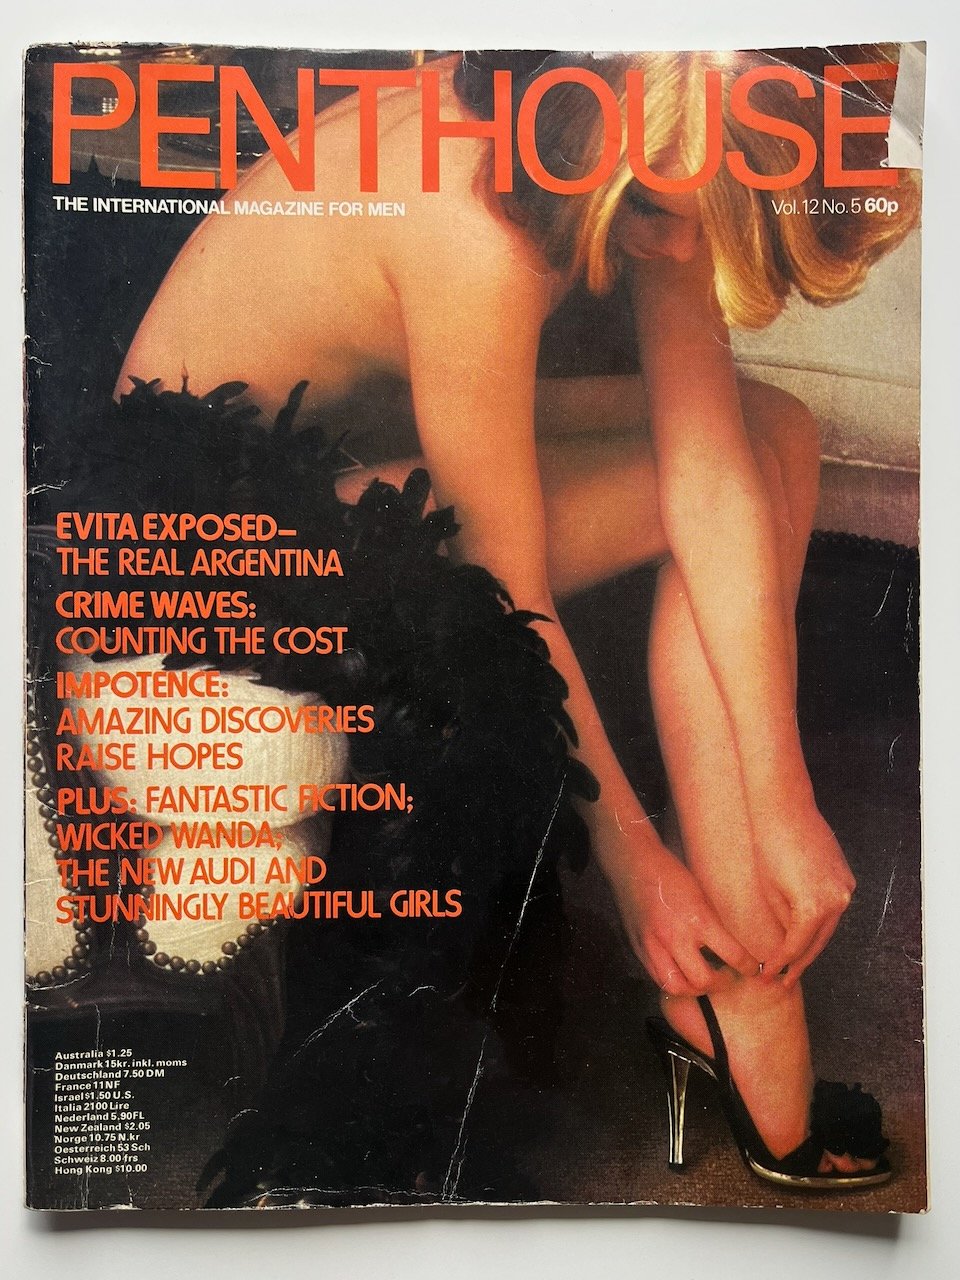 PENTHOUSE
THE INTERNATIONAL MAGAZINE FOR MEN
Vol.12 No.5 60p
EVITA EXPOSED–
THE REAL ARGENTINA
CRIME WAVES:
COUNTING THE COST
IMPOTENCE:
AMAZING DISCOVERIES
RAISE HOPES
PLUS: FANTASTIC FICTION;
WICKED WANDA;
THE NEW AUDI AND
STUNNINGLY BEAUTIFUL GIRLS
Australia $1.25
Danmark 15kr. inkl. moms
Deutschland 7.50 DM
France 11 NF
Israel $1.50 U.S.
Italia 2100 Lire
Nederland 5.90FL
New Zealand $2.05
Norge 10.75 N.kr
Oesterreich 53 Sch
Schweiz 8.00 frs
Hong Kong $10.00